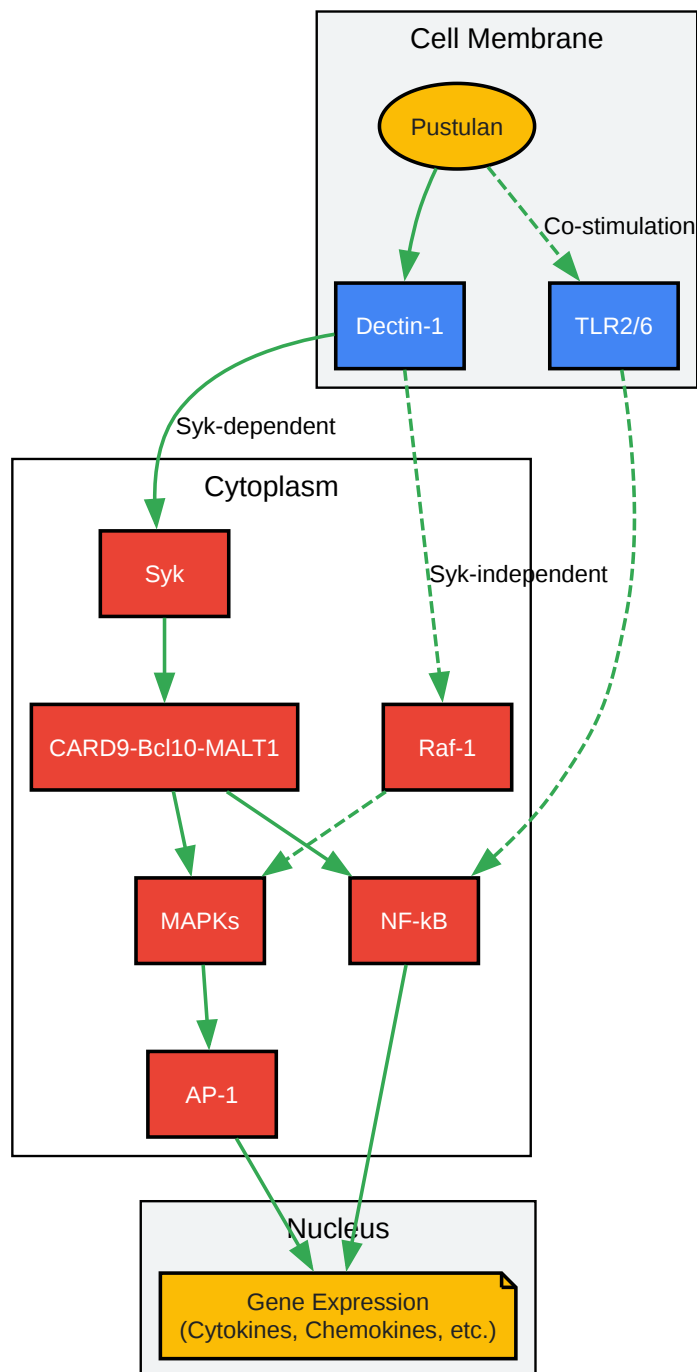 Cell Membrane
Pustulan
Co-stimulation
Dectin-1
TLR2/6
Syk-dependent
Cytoplasm
Syk
Syk-independent
CARD9-Bcl10-MALT1
Raf-1
MAPKs
NF-kB
AP-1
Nucleus
Gene Expression
(Cytokines, Chemokines, etc.)